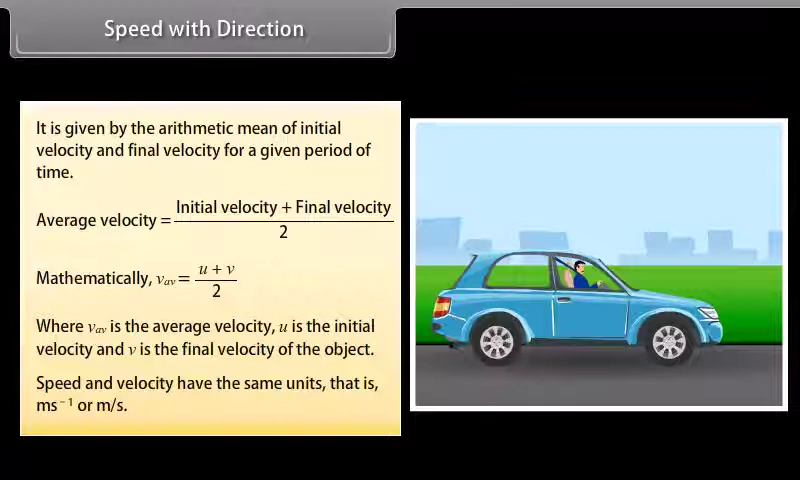 Speed with Direction
It is given by the arithmetic mean of initial
velocity and final velocity for a given period of
time.
Average velocity = Initial velocity + Final velocity / 2
Mathematically, vₐᵥ = u + v / 2
Where vₐᵥ is the average velocity, u is the initial
velocity and v is the final velocity of the object.
Speed and velocity have the same units, that is,
ms⁻¹ or m/s.